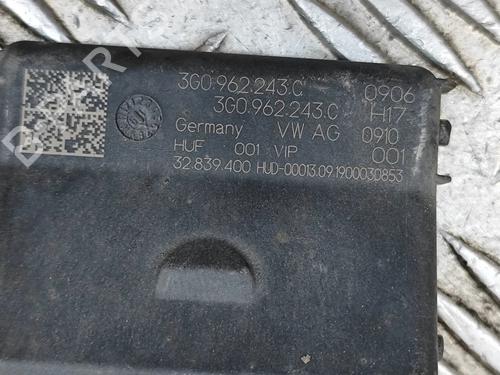 3G0.962.243.C 0906
3G0.962.243.C H17
Germany VW AG 0910
HUF 001 VIP 001
32.839.400 HUD-00013.09.1900030853